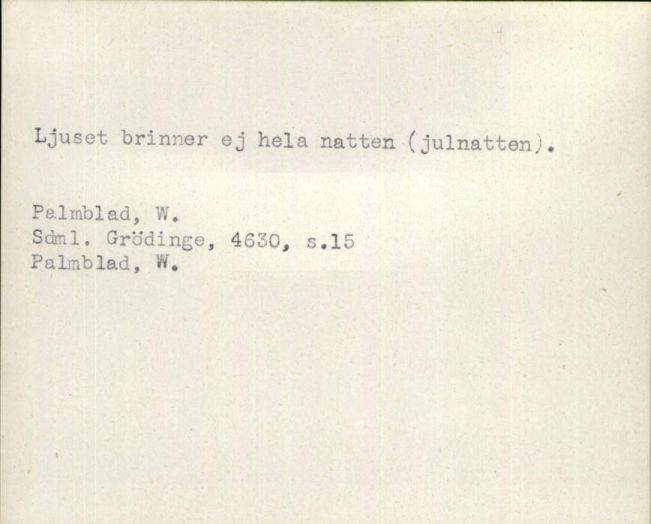 Ljuset brinner ej hela natten (julnatten).
Palmblad, W.
Sdml. Grödinge, 4630, s.15
Palmblad, W.